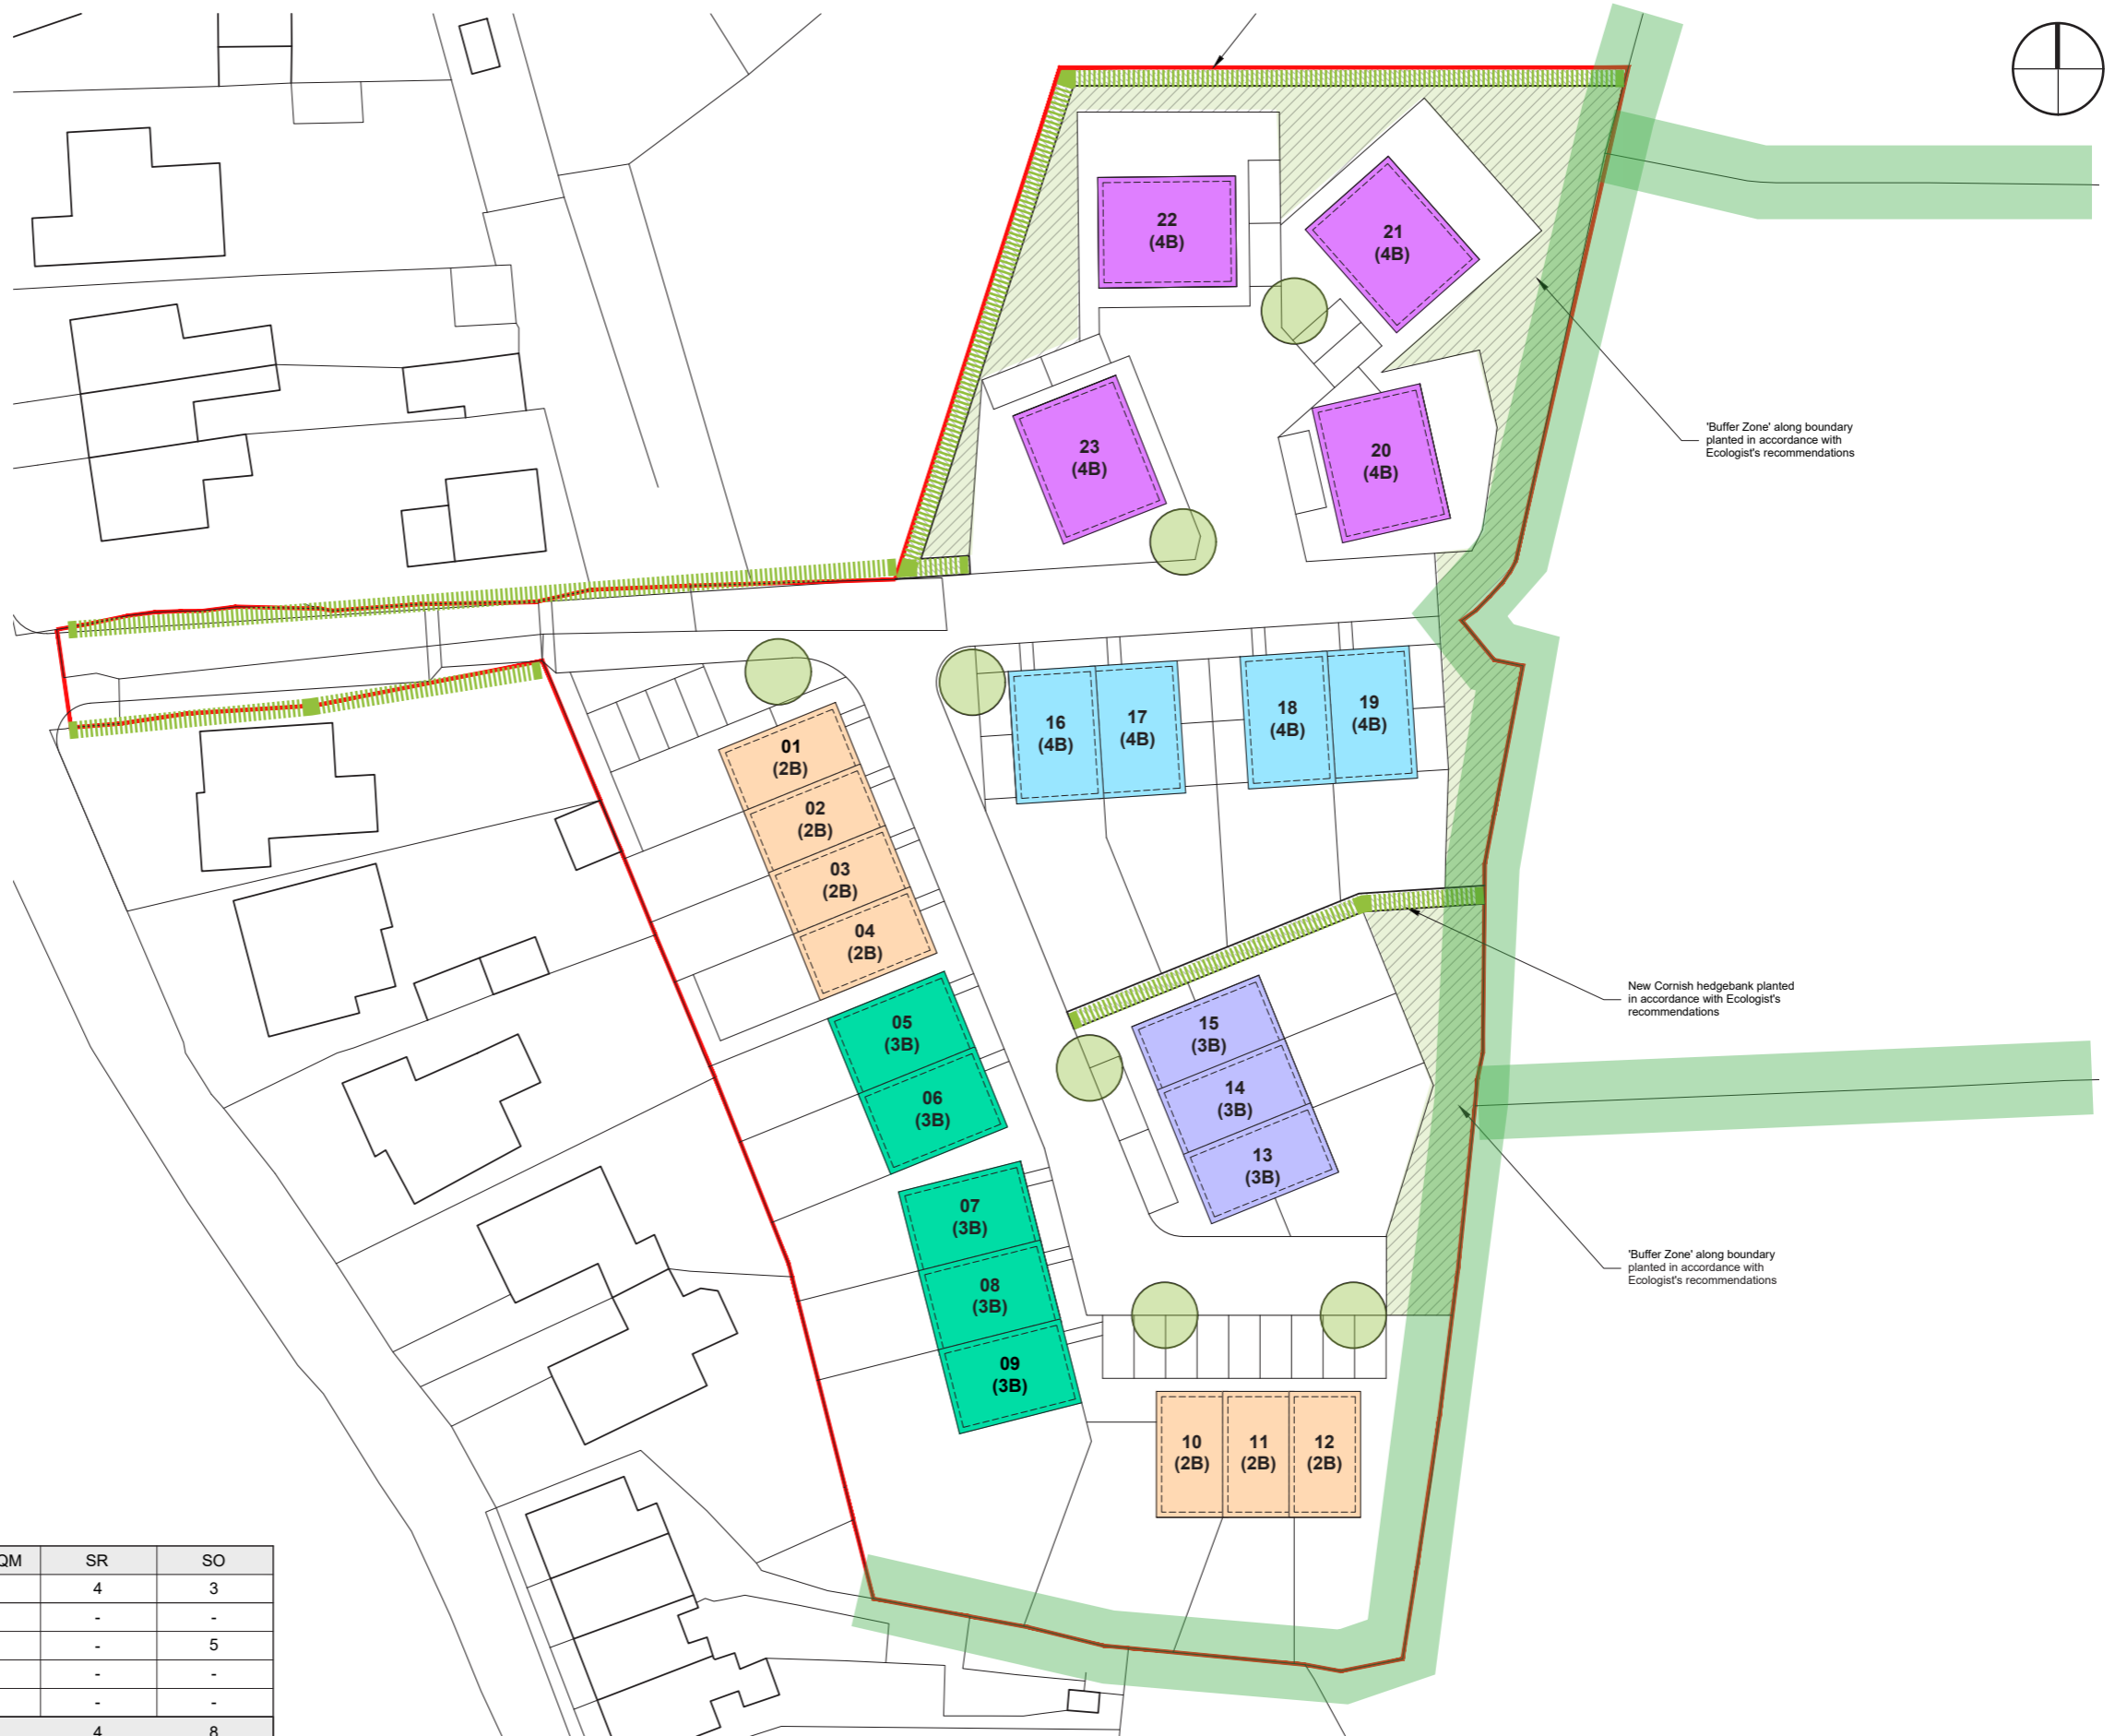 22
(4B)
21
(4B)
23
(4B)
20
(4B)
'Buffer Zone' along boundary
planted in accordance with
Ecologist's recommendations
16
(4B)
17
(4B)
18
(4B)
19
(4B)
01
(2B)
02
(2B)
03
(2B)
04
(2B)
05
(3B)
06
(3B)
New Cornish hedgebank planted
in accordance with Ecologist's
recommendations
15
(3B)
14
(3B)
13
(3B)
07
(3B)
08
(3B)
09
(3B)
'Buffer Zone' along boundary
planted in accordance with
Ecologist's recommendations
10
(2B)
11
(2B)
12
(2B)
QM SR SO
4 3
- -
- 5
- -
- -
4 8